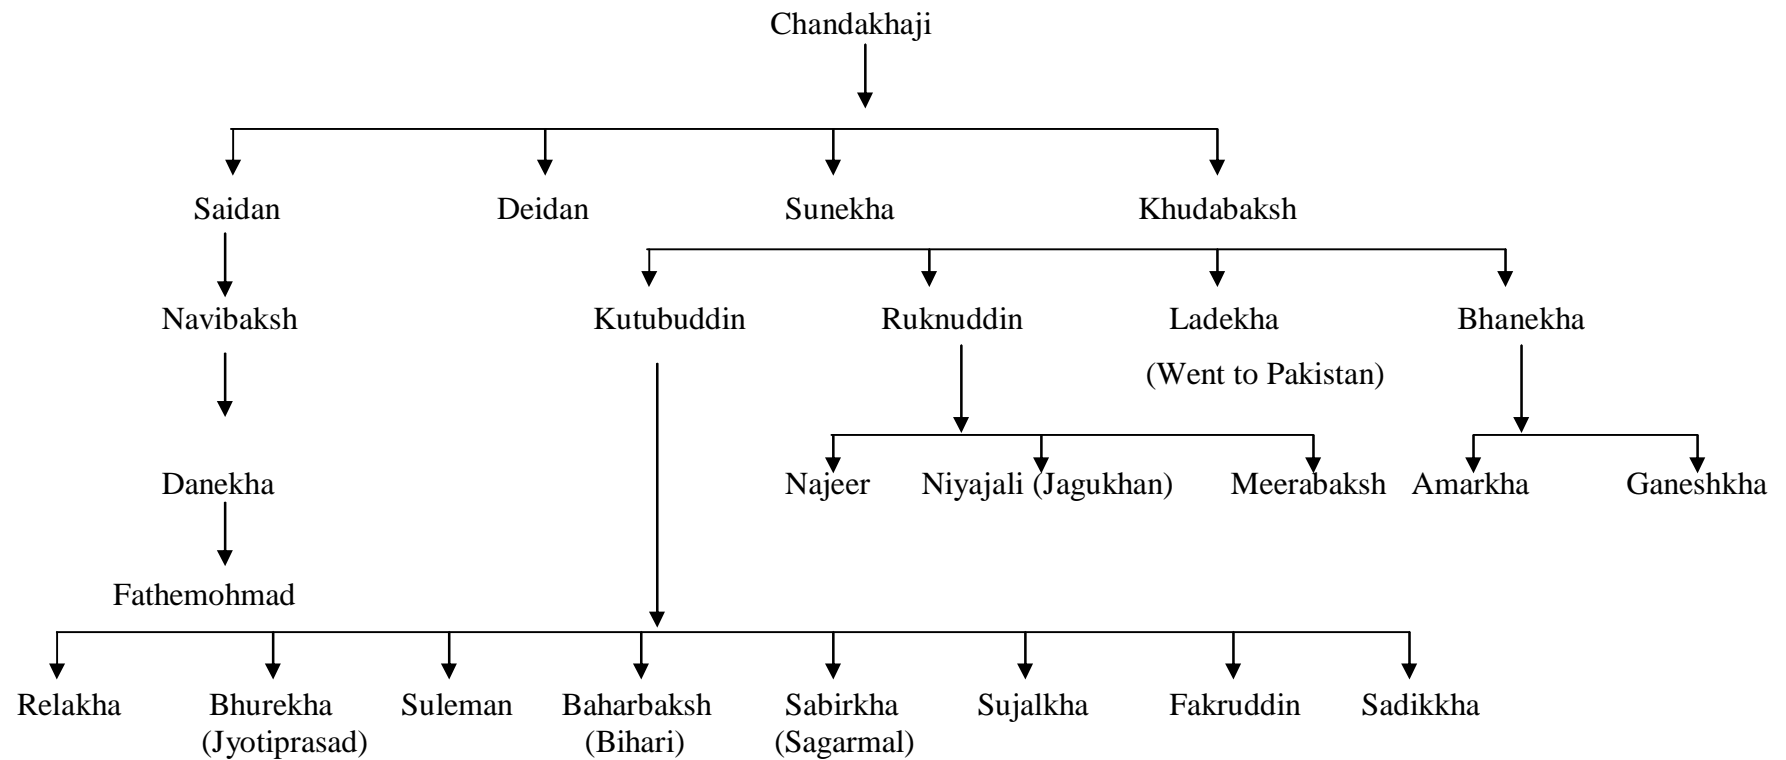 Chandakhaji
Saidan Deidan Sunekha Khudabaksh
Navibaksh Kutubuddin Ruknuddin Ladekha Bhanekha
(Went to Pakistan)
Danekha Najeer Niyajali (Jagukhan) Meerabaksh Amarkha Ganeshkha
Fathemohmad
Relakha Bhurekha Suleman Baharbaksh Sabirkha Sujalkha Fakruddin Sadikkha
(Jyotiprasad) (Bihari) (Sagarmal)